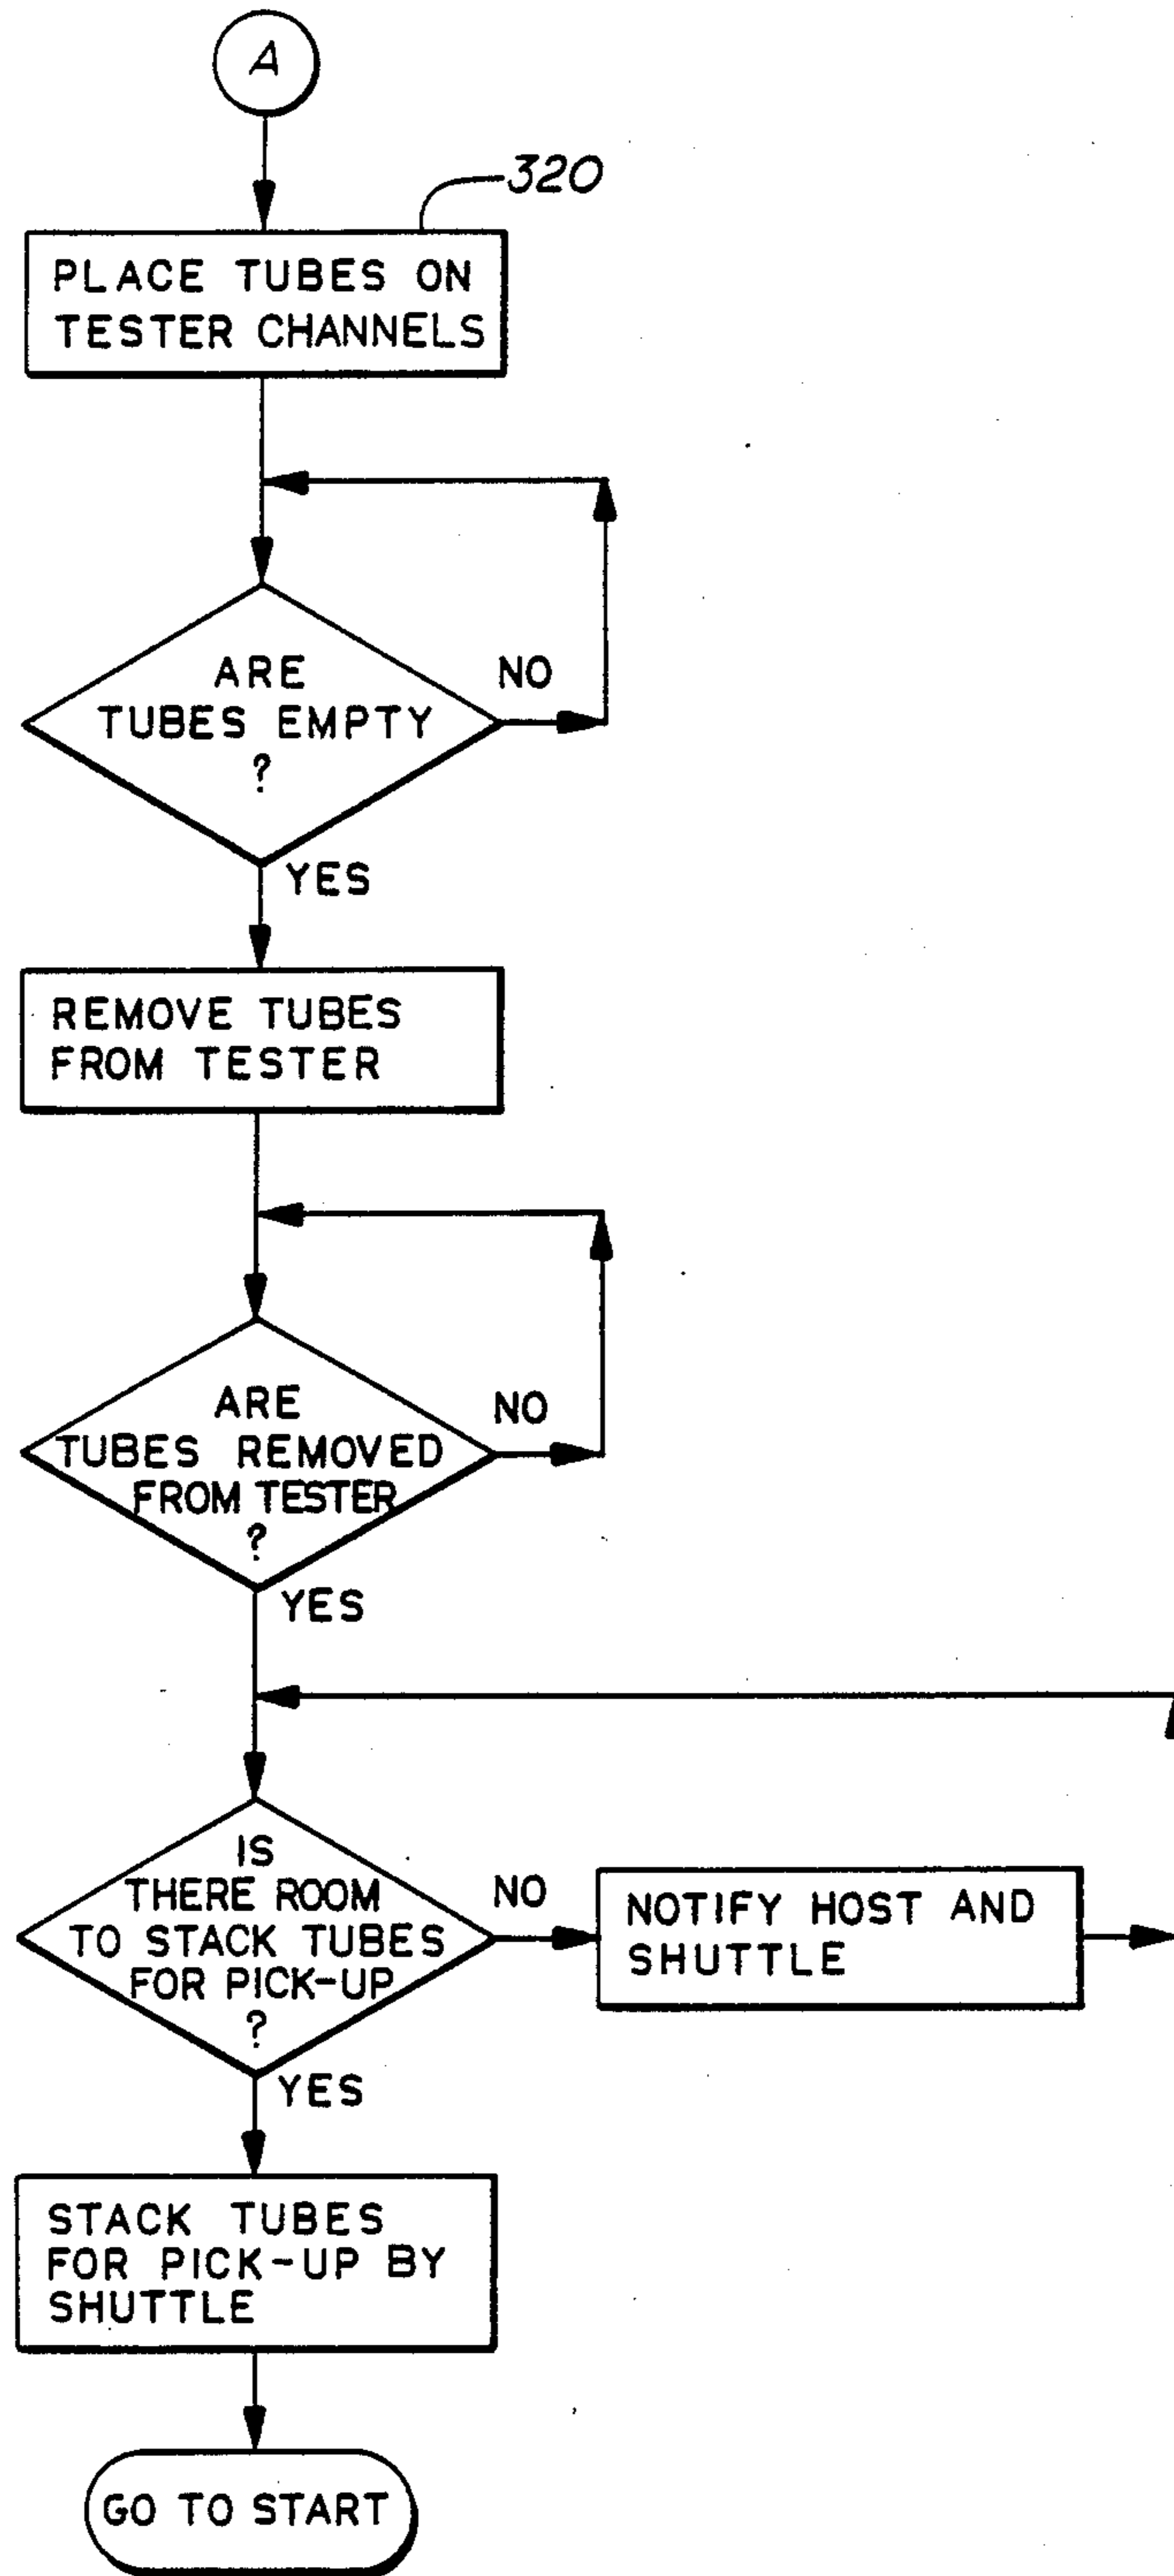 A
320
PLACE TUBES ON
TESTER CHANNELS
ARE
TUBES EMPTY
?
NO
YES
REMOVE TUBES
FROM TESTER
ARE
TUBES REMOVED
FROM TESTER
?
NO
YES
IS
THERE ROOM
TO STACK TUBES
FOR PICK-UP
?
NO
NOTIFY HOST AND
SHUTTLE
YES
STACK TUBES
FOR PICK-UP BY
SHUTTLE
GO TO START